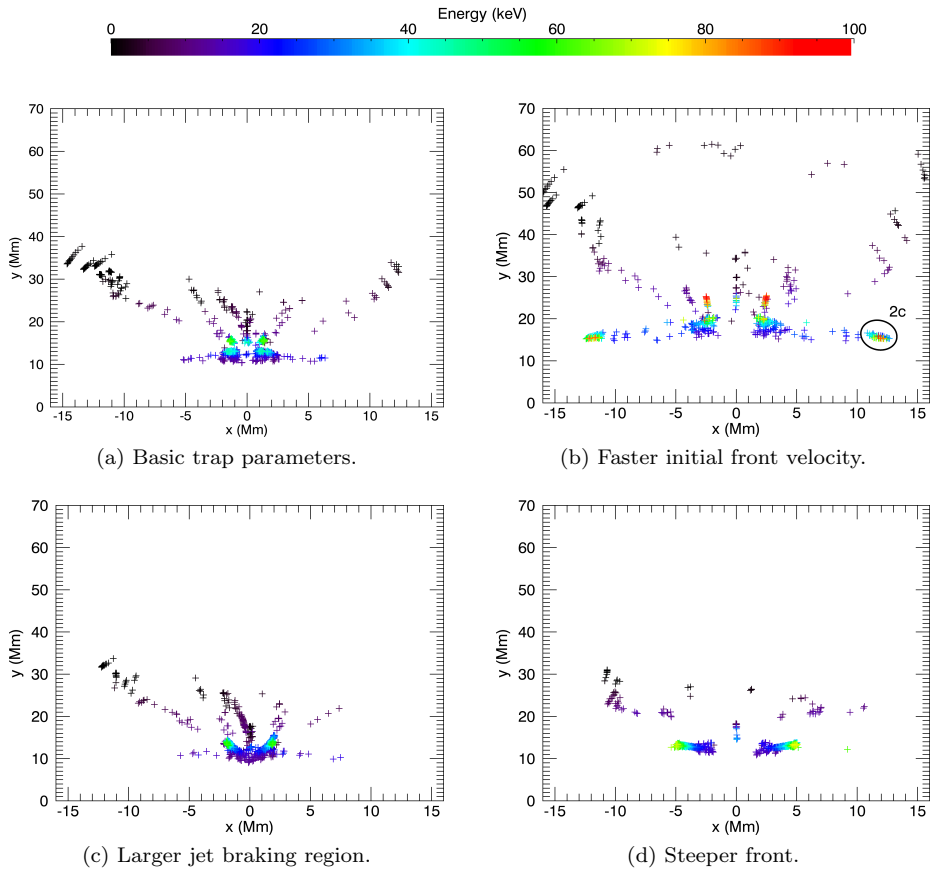 Energy (keV)
0 20 40 60 80 100
70 60 50 40 30 20 10 0
y (Mm)
-15 -10 -5 0 5 10 15
x (Mm)
(a) Basic trap parameters.
70 60 50 40 30 20 10 0
y (Mm)
2c
-15 -10 -5 0 5 10 15
x (Mm)
(b) Faster initial front velocity.
70 60 50 40 30 20 10 0
y (Mm)
-15 -10 -5 0 5 10 15
x (Mm)
(c) Larger jet braking region.
70 60 50 40 30 20 10 0
y (Mm)
-15 -10 -5 0 5 10 15
x (Mm)
(d) Steeper front.